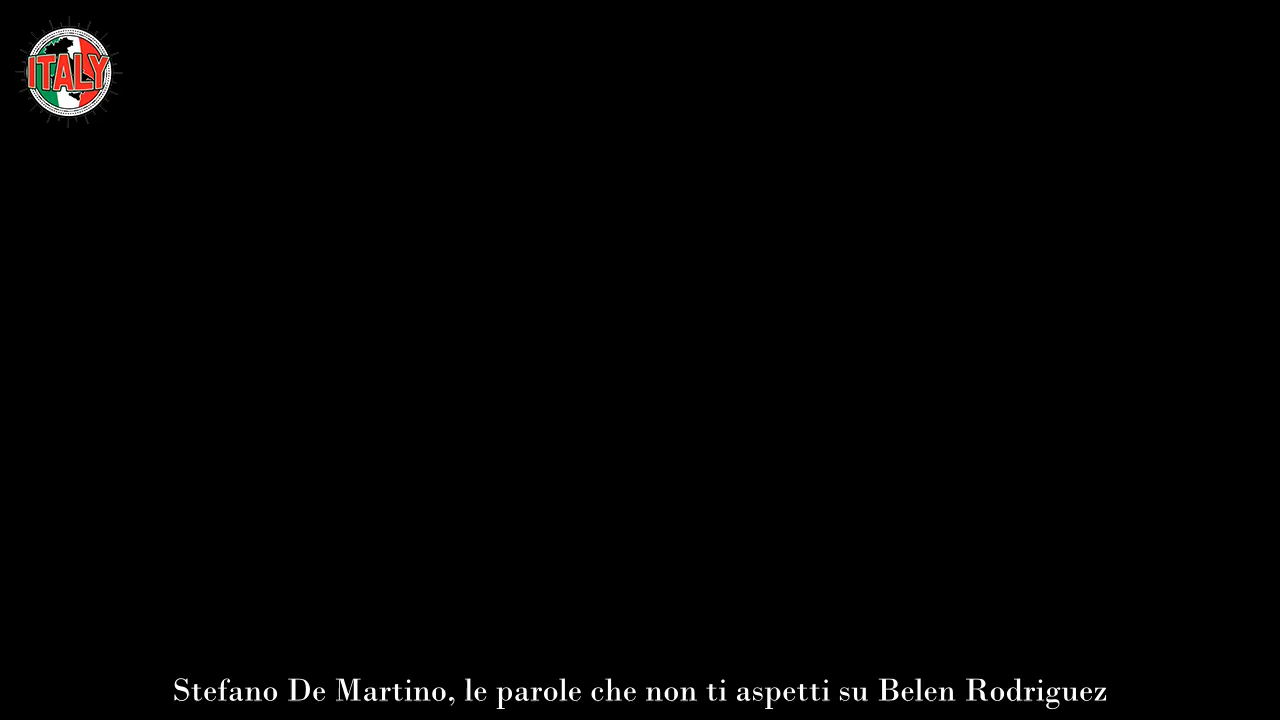 ITALY
Stefano De Martino, le parole che non ti aspetti su Belen Rodriguez